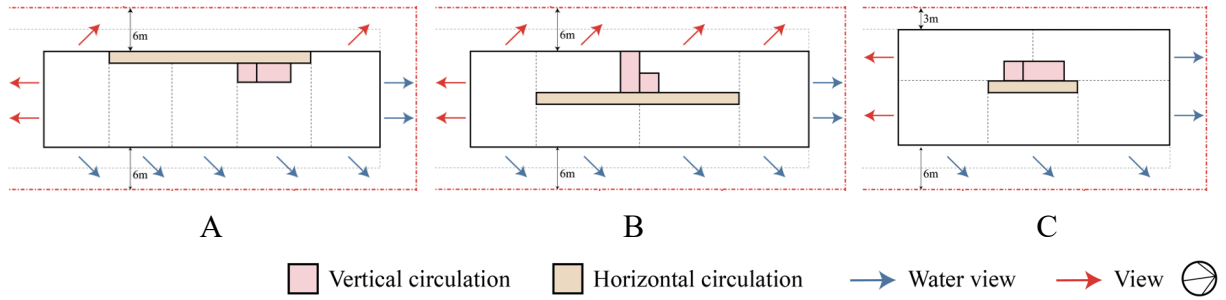 6m
6m
3m
6m
6m
6m
A
B
C
Vertical circulation
Horizontal circulation
Water view
View